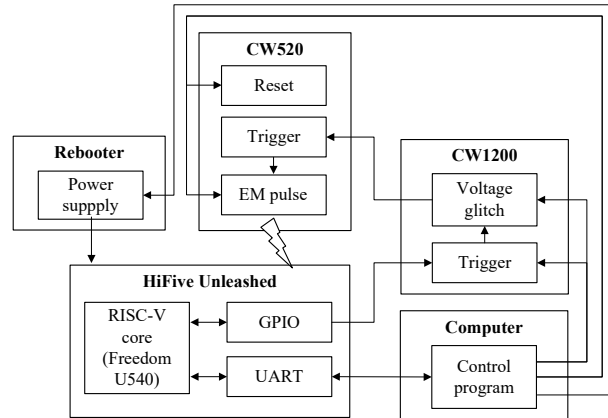 CW520
Reset
Trigger
EM pulse
Rebooter
Power
suppply
CW1200
Voltage
glitch
Trigger
HiFive Unleashed
RISC-V
core
(Freedom
U540)
GPIO
UART
Computer
Control
program